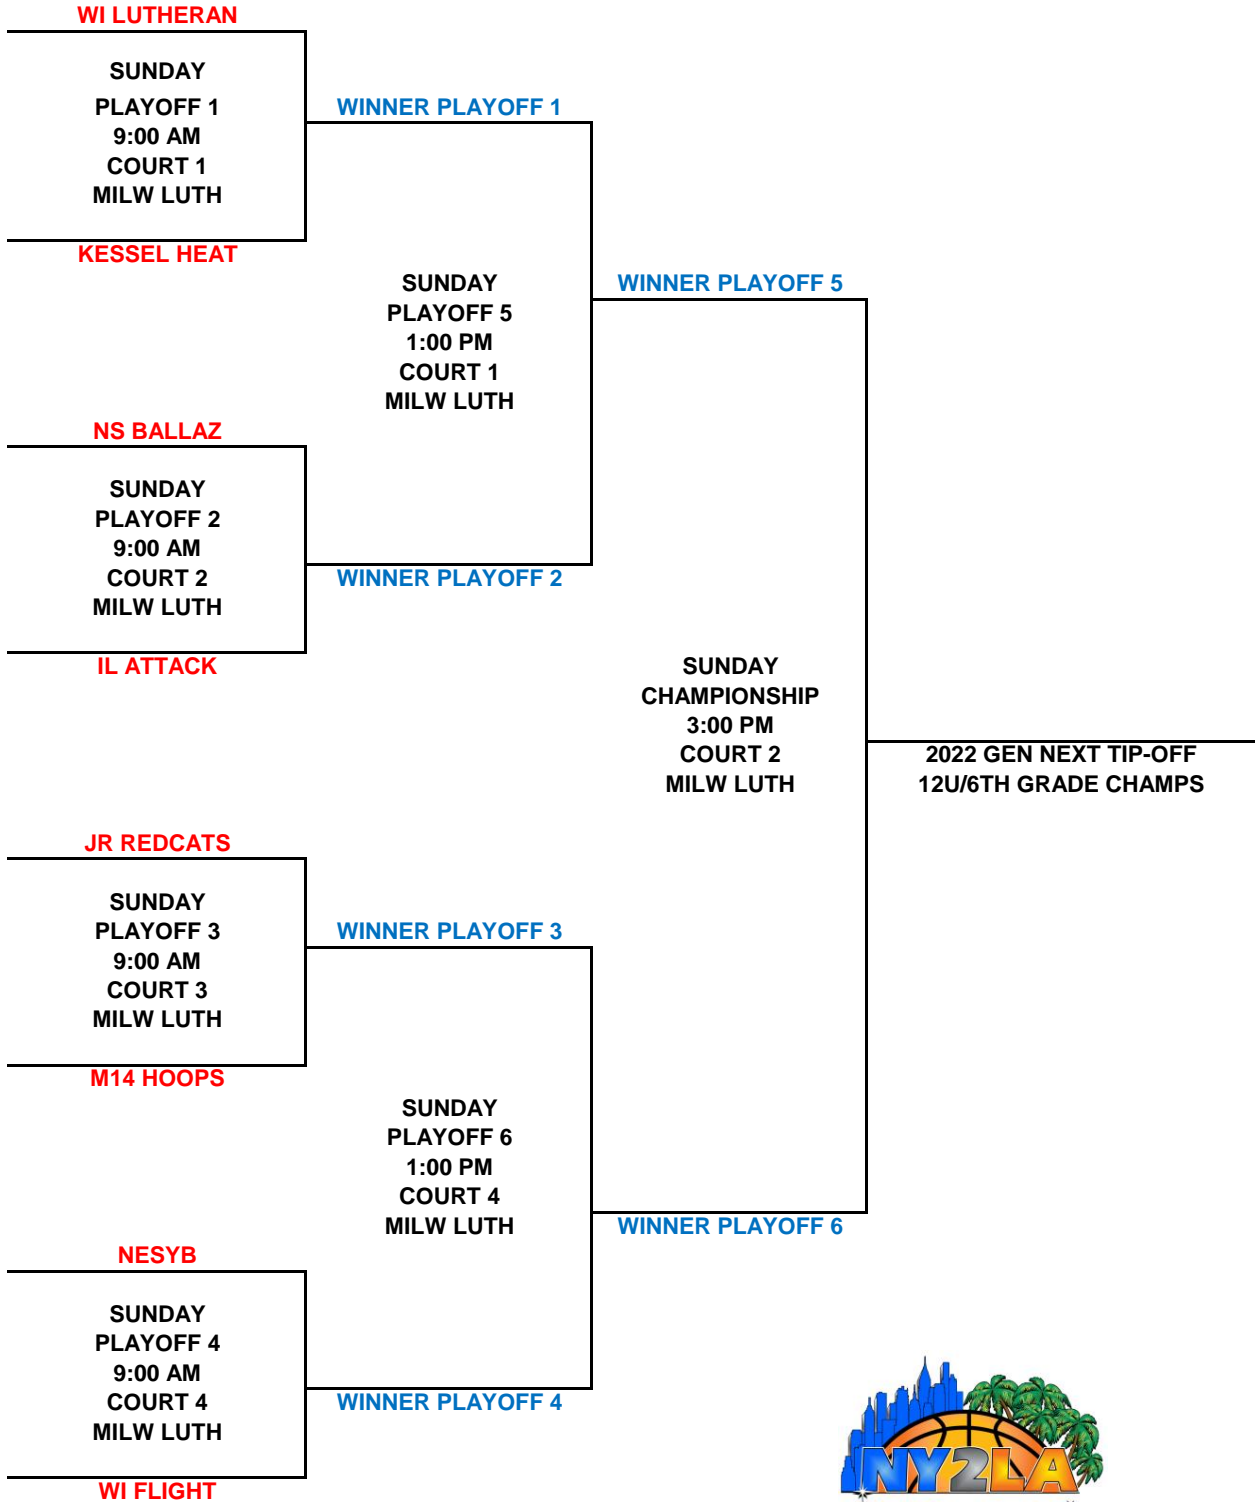 WI LUTHERAN
SUNDAY
PLAYOFF 1
9:00 AM
COURT 1
MILW LUTH
KESSEL HEAT
WINNER PLAYOFF 1
SUNDAY
PLAYOFF 5
1:00 PM
COURT 1
MILW LUTH
WINNER PLAYOFF 5
NS BALLAZ
SUNDAY
PLAYOFF 2
9:00 AM
COURT 2
MILW LUTH
IL ATTACK
WINNER PLAYOFF 2
SUNDAY
CHAMPIONSHIP
3:00 PM
COURT 2
MILW LUTH
2022 GEN NEXT TIP-OFF
12U/6TH GRADE CHAMPS
JR REDCATS
SUNDAY
PLAYOFF 3
9:00 AM
COURT 3
MILW LUTH
M14 HOOPS
WINNER PLAYOFF 3
SUNDAY
PLAYOFF 6
1:00 PM
COURT 4
MILW LUTH
WINNER PLAYOFF 6
NESYB
SUNDAY
PLAYOFF 4
9:00 AM
COURT 4
MILW LUTH
WI FLIGHT
WINNER PLAYOFF 4
NY2LA